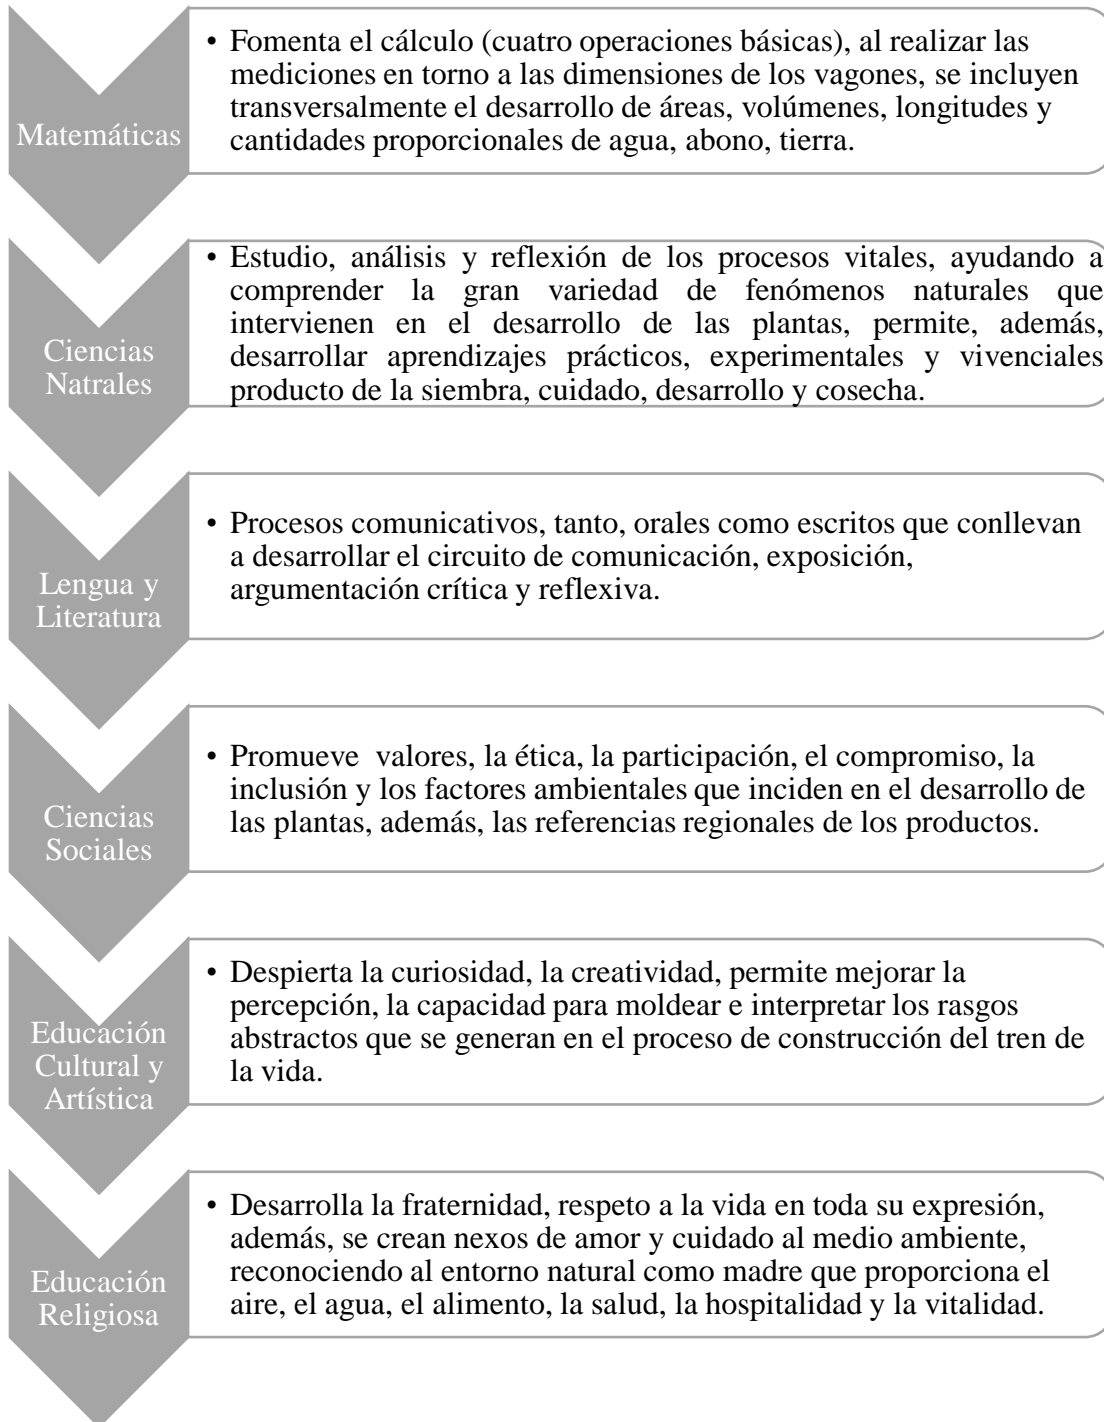 Matemáticas
• Fomenta el cálculo (cuatro operaciones básicas), al realizar las
mediciones en torno a las dimensiones de los vagones, se incluyen
transversalmente el desarrollo de áreas, volúmenes, longitudes y
cantidades proporcionales de agua, abono, tierra.
Ciencias
Natrales
• Estudio, análisis y reflexión de los procesos vitales, ayudando a
comprender la gran variedad de fenómenos naturales que
intervienen en el desarrollo de las plantas, permite, además,
desarrollar aprendizajes prácticos, experimentales y vivenciales
producto de la siembra, cuidado, desarrollo y cosecha.
Lengua y
Literatura
• Procesos comunicativos, tanto, orales como escritos que conllevan
a desarrollar el circuito de comunicación, exposición,
argumentación crítica y reflexiva.
Ciencias
Sociales
• Promueve valores, la ética, la participación, el compromiso, la
inclusión y los factores ambientales que inciden en el desarrollo de
las plantas, además, las referencias regionales de los productos.
Educación
Cultural y
Artística
• Despierta la curiosidad, la creatividad, permite mejorar la
percepción, la capacidad para moldear e interpretar los rasgos
abstractos que se generan en el proceso de construcción del tren de
la vida.
Educación
Religiosa
• Desarrolla la fraternidad, respeto a la vida en toda su expresión,
además, se crean nexos de amor y cuidado al medio ambiente,
reconociendo al entorno natural como madre que proporciona el
aire, el agua, el alimento, la salud, la hospitalidad y la vitalidad.